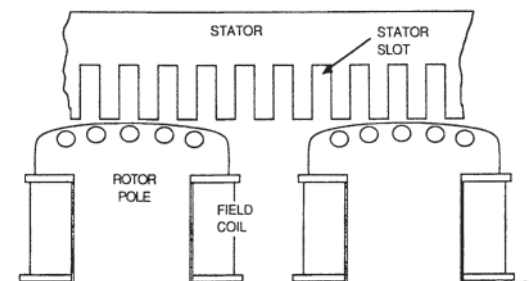 STATOR
STATOR
SLOT
ROTOR
POLE
FIELD
COIL